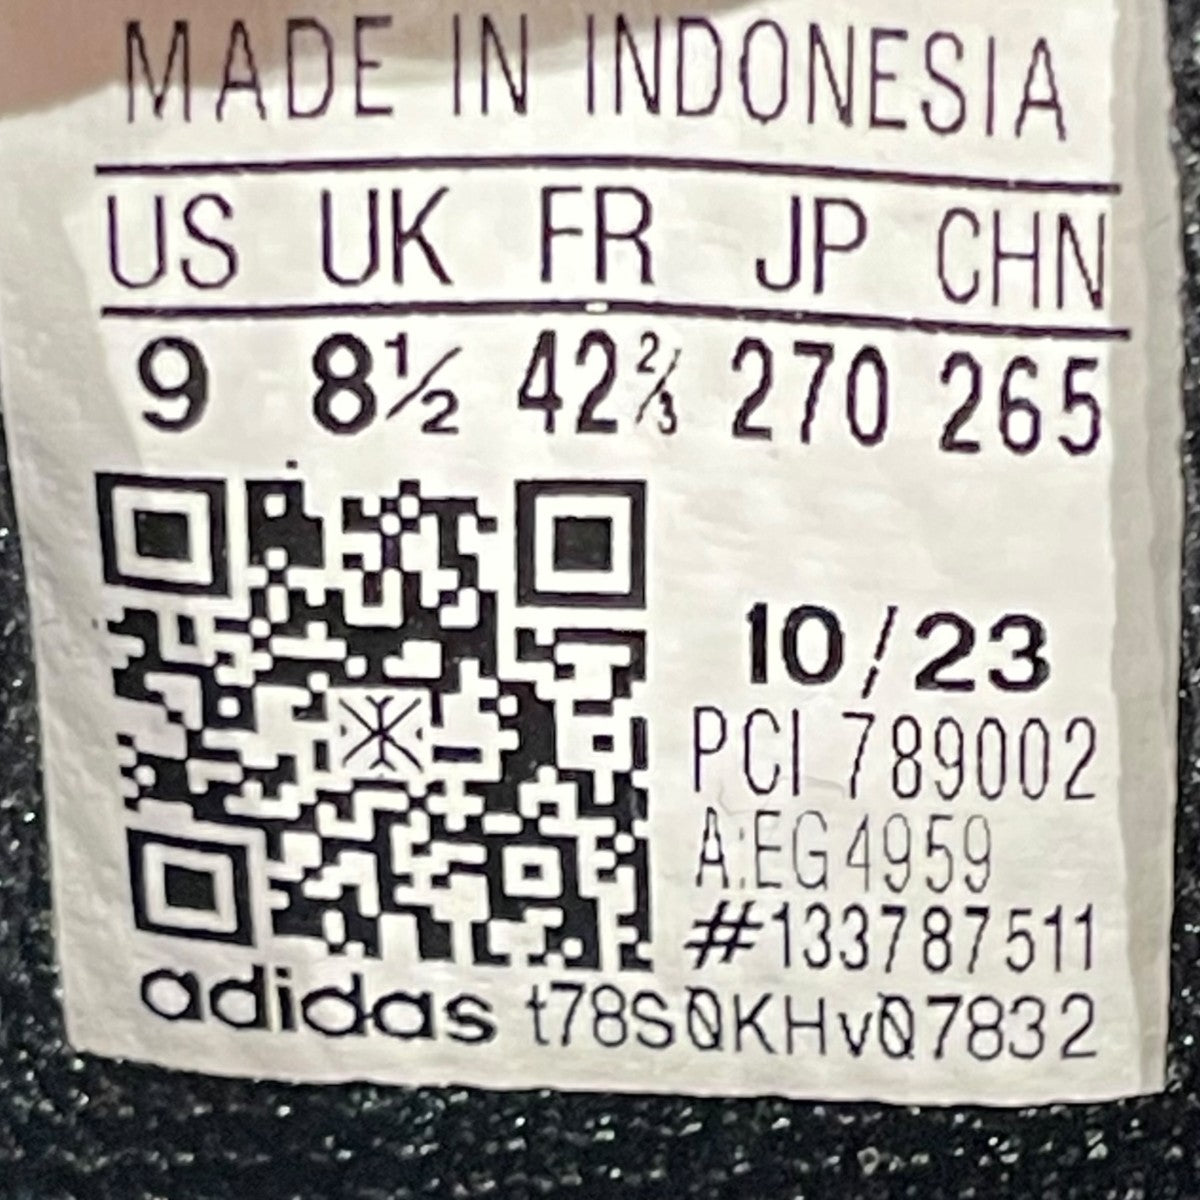 MADE IN INDONESIA
US UK FR JP CHN
9 8½ 42⅔ 270 265
10/23
PCI 789002
A:EG4959
#133787511
adidas t78S0KHv07832